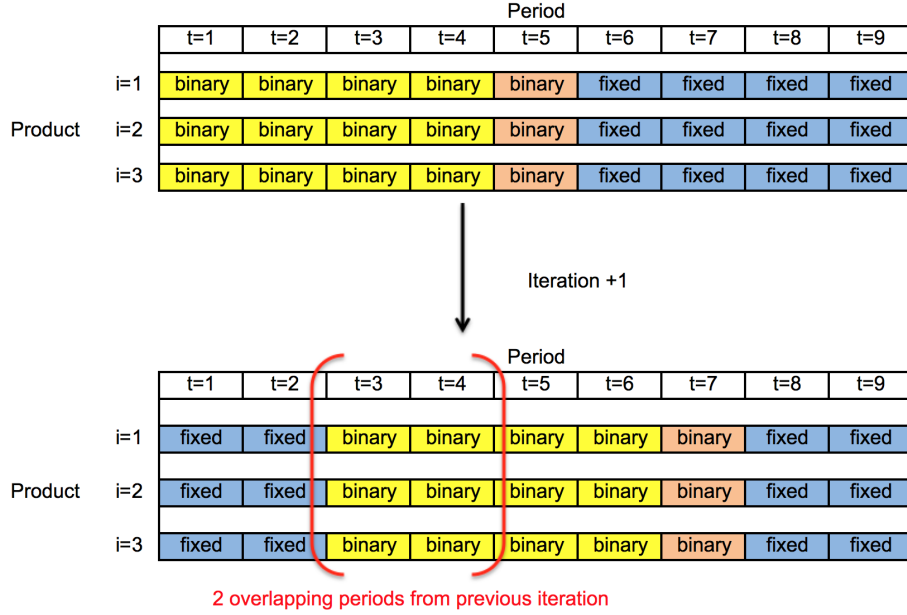 Period
t=1 t=2 t=3 t=4 t=5 t=6 t=7 t=8 t=9
i=1 binary binary binary binary binary fixed fixed fixed fixed
Product i=2 binary binary binary binary binary fixed fixed fixed fixed
i=3 binary binary binary binary binary fixed fixed fixed fixed
Iteration +1
Period
t=1 t=2 t=3 t=4 t=5 t=6 t=7 t=8 t=9
i=1 fixed fixed binary binary binary binary binary fixed fixed
Product i=2 fixed fixed binary binary binary binary binary fixed fixed
i=3 fixed fixed binary binary binary binary binary fixed fixed
2 overlapping periods from previous iteration